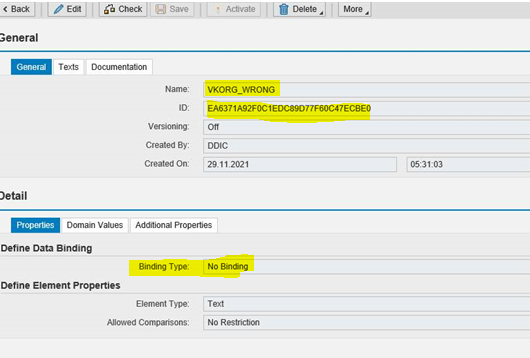 Back Edit Check Save Activate Delete More
General
General Texts Documentation
Name: VKORG_WRONG
ID: EA6371A92F0C1EDC89D77F60C47ECBE0
Versioning: Off
Created By: DDIC
Created On: 29.11.2021 05:31:03
Detail
Properties Domain Values Additional Properties
Define Data Binding
Binding Type: No Binding
Define Element Properties
Element Type: Text
Allowed Comparisons: No Restriction